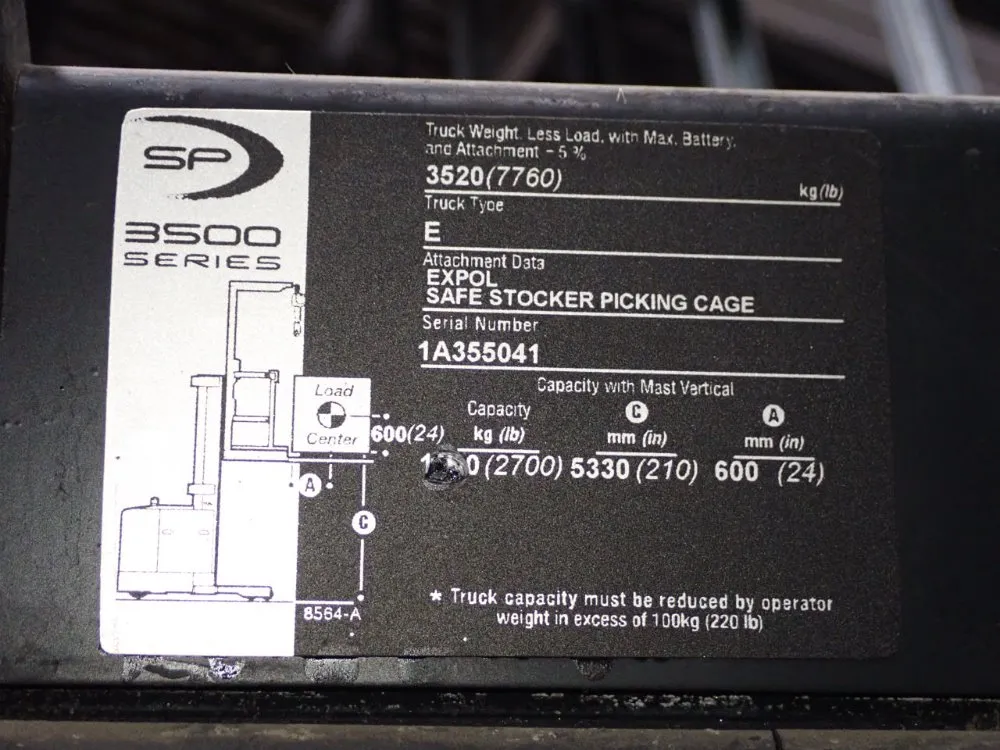 SP
3500
SERIES
Load
Center
600(24)
A
C
8564-A
Truck Weight, Less Load, with Max. Battery,
and Attachment - 5 %
3520(7760)
kg(lb)
Truck Type
E
Attachment Data
EXPOL
SAFE STOCKER PICKING CAGE
Serial Number
1A355041
Capacity with Mast Vertical
Capacity C A
kg (lb) mm (in) mm (in)
(2700) 5330 (210) 600 (24)
* Truck capacity must be reduced by operator
weight in excess of 100kg (220 lb)